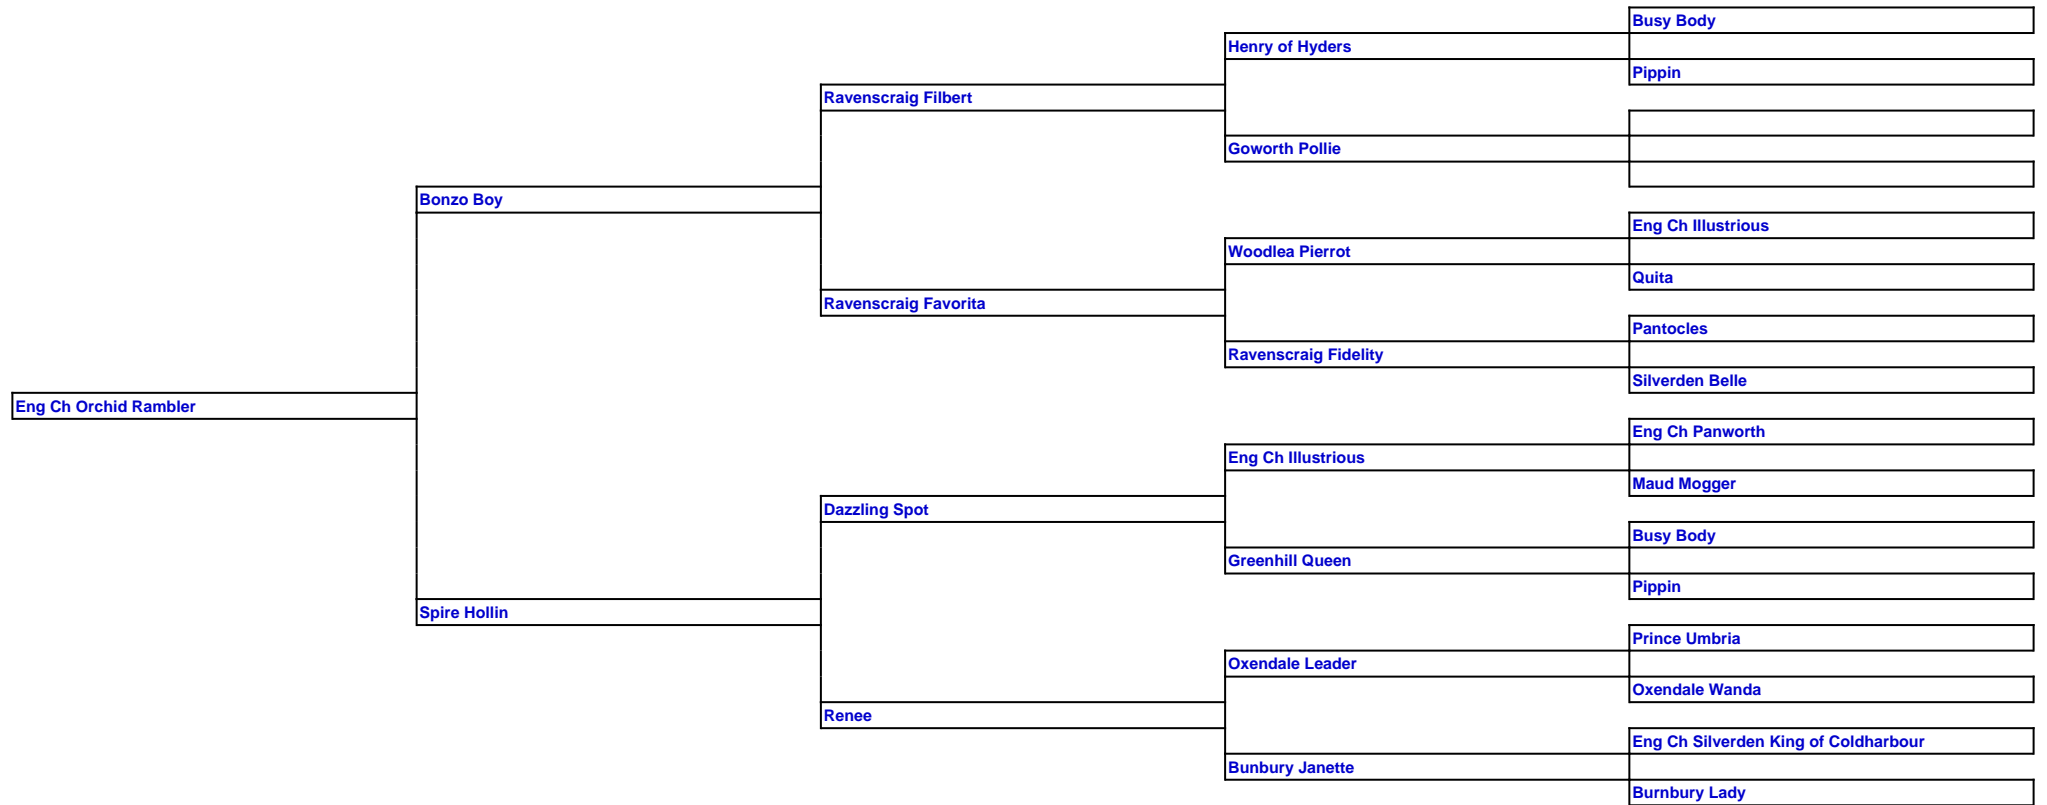 Busy Body
Henry of Hyders
Pippin
Ravenscraig Filbert
Goworth Pollie
Bonzo Boy
Eng Ch Illustrious
Woodlea Pierrot
Quita
Ravenscraig Favorita
Pantocles
Ravenscraig Fidelity
Silverden Belle
Eng Ch Orchid Rambler
Eng Ch Panworth
Eng Ch Illustrious
Maud Mogger
Dazzling Spot
Busy Body
Greenhill Queen
Pippin
Spire Hollin
Prince Umbria
Oxendale Leader
Oxendale Wanda
Renee
Eng Ch Silverden King of Coldharbour
Bunbury Janette
Burnbury Lady